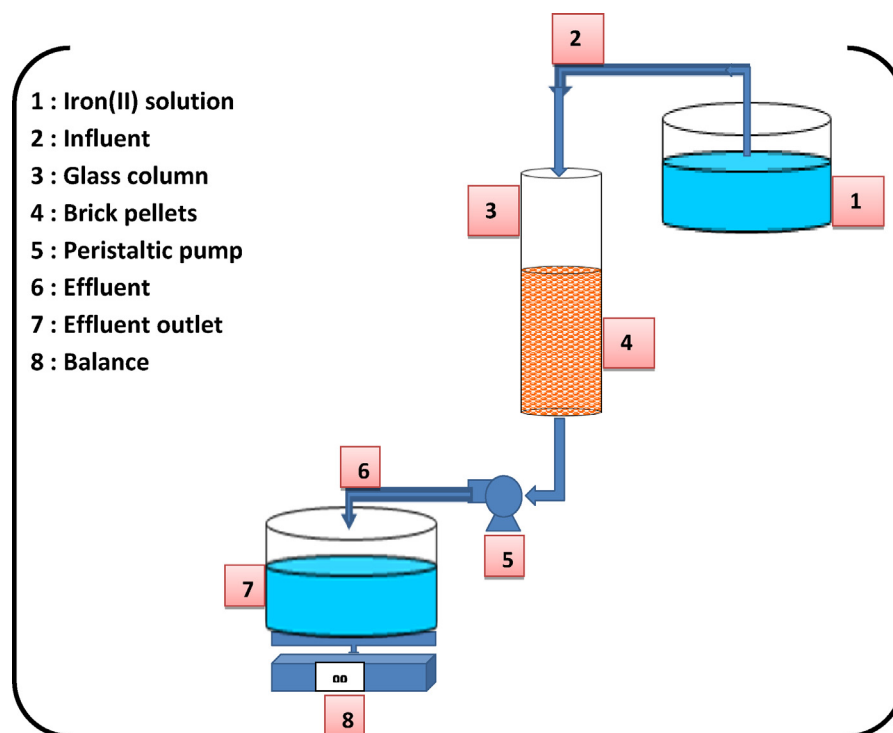 1 : Iron(II) solution
2 : Influent
3 : Glass column
4 : Brick pellets
5 : Peristaltic pump
6 : Effluent
7 : Effluent outlet
8 : Balance
2
1
3
4
6
5
7
00
8